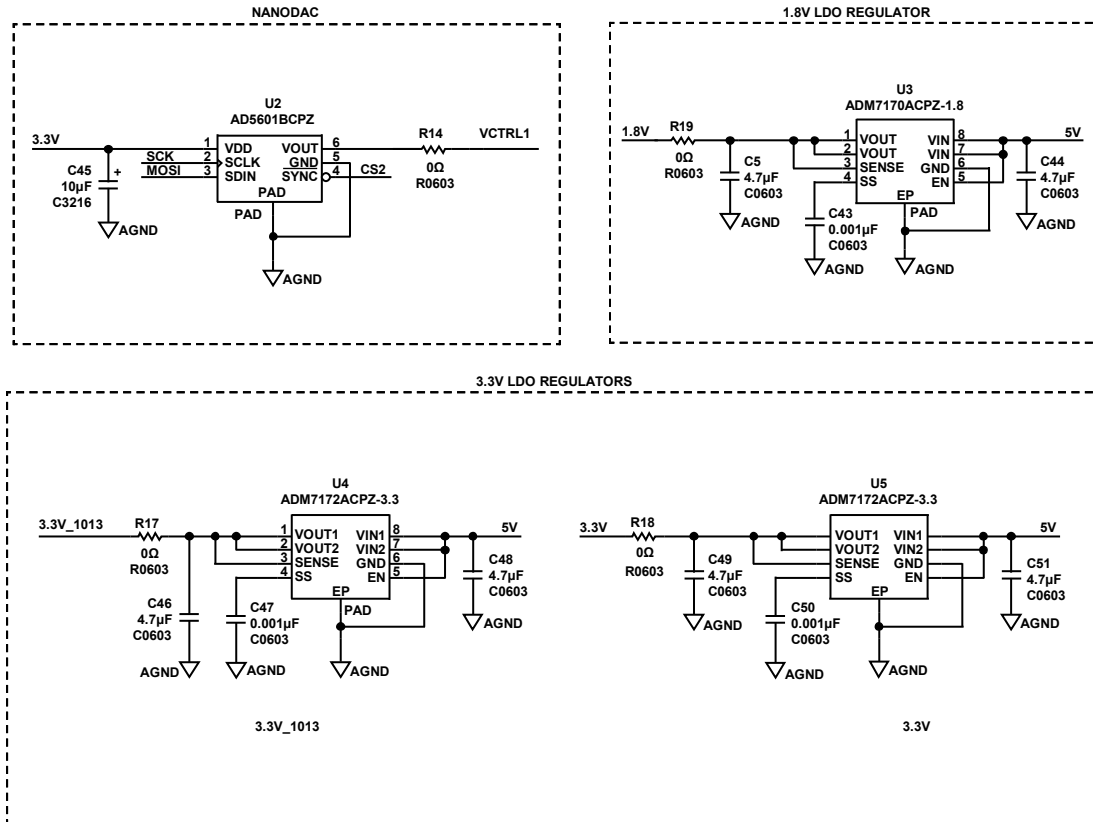 NANODAC
U2
AD5601BCPZ
3.3V
C45
10µF
C3216
+
AGND
SCK
MOSI
1
2
3
VDD
SCLK
SDIN
VOUT
GND
SYNC
6
5
4
PAD
PAD
AGND
CS2
R14
0Ω
R0603
VCTRL1
1.8V LDO REGULATOR
U3
ADM7170ACPZ-1.8
1.8V
R19
0Ω
R0603
C5
4.7µF
C0603
AGND
C43
0.001µF
C0603
AGND
1
2
3
4
VOUT
VOUT
SENSE
SS
VIN
VIN
GND
EN
8
7
6
5
EP
PAD
AGND
5V
C44
4.7µF
C0603
AGND
3.3V LDO REGULATORS
U4
ADM7172ACPZ-3.3
3.3V_1013
R17
0Ω
R0603
C46
4.7µF
C0603
AGND
C47
0.001µF
C0603
AGND
1
2
3
4
VOUT1
VOUT2
SENSE
SS
VIN1
VIN2
GND
EN
8
7
6
5
EP
PAD
AGND
5V
C48
4.7µF
C0603
AGND
3.3V_1013
U5
ADM7172ACPZ-3.3
3.3V
R18
0Ω
R0603
C49
4.7µF
C0603
AGND
C50
0.001µF
C0603
AGND
VOUT1
VOUT2
SENSE
SS
VIN1
VIN2
GND
EN
EP
AGND
5V
C51
4.7µF
C0603
AGND
3.3V